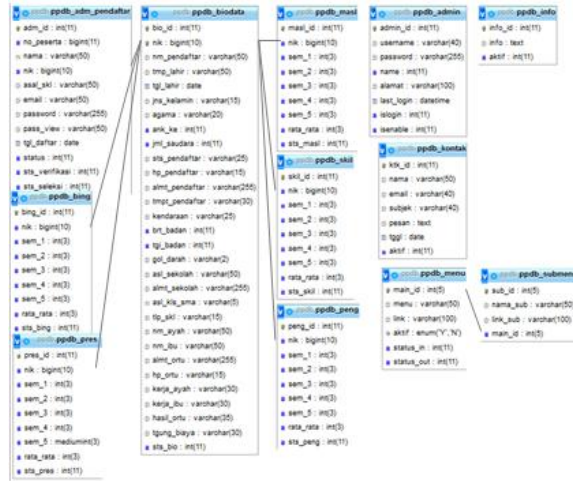 ppdb_adm_pendaftar
adm_id : int(11)
no_peserta : bigint(11)
nama : varchar(50)
nik : bigint(10)
asal_skl : varchar(50)
email : varchar(50)
password : varchar(255)
pass_view : varchar(50)
tgl_daftar : date
status : int(11)
sts_verifikasi : int(11)
sts_seleksi : int(11)
ppdb_bing
bing_id : int(11)
nik : bigint(10)
sem_1 : int(3)
sem_2 : int(3)
sem_3 : int(3)
sem_4 : int(3)
sem_5 : int(3)
rata_rata : int(3)
sts_bing : int(11)
ppdb_pres
pres_id : int(11)
nik : bigint(10)
sem_1 : int(3)
sem_2 : int(3)
sem_3 : int(3)
sem_4 : int(3)
sem_5 : mediumint(3)
rata_rata : int(3)
sts_pres : int(11)
ppdb_biodata
bio_id : int(11)
nik : bigint(10)
nm_pendaftar : varchar(50)
tmp_lahir : varchar(50)
tgl_lahir : date
jns_kelamin : varchar(15)
agama : varchar(20)
ank_ke : int(11)
jml_saudara : int(11)
sts_pendaftar : varchar(25)
hp_pendaftar : varchar(15)
almt_pendaftar : varchar(255)
tmpt_pendaftar : varchar(30)
kendaraan : varchar(25)
brt_badan : int(11)
tgi_badan : int(11)
gol_darah : varchar(2)
asl_sekolah : varchar(50)
almt_sekolah : varchar(255)
asl_kls_sma : varchar(5)
tlp_skl : varchar(15)
nm_ayah : varchar(50)
nm_ibu : varchar(50)
almt_ortu : varchar(255)
hp_ortu : varchar(15)
kerja_ayah : varchar(30)
kerja_ibu : varchar(30)
hasil_ortu : varchar(35)
tgung_biaya : varchar(30)
sts_bio : int(11)
ppdb_masl
masl_id : int(11)
nik : bigint(10)
sem_1 : int(3)
sem_2 : int(3)
sem_3 : int(3)
sem_4 : int(3)
sem_5 : int(3)
rata_rata : int(3)
sts_masl : int(11)
ppdb_skil
skil_id : int(11)
nik : bigint(10)
sem_1 : int(3)
sem_2 : int(3)
sem_3 : int(3)
sem_4 : int(3)
sem_5 : int(3)
rata_rata : int(3)
sts_skil : int(11)
ppdb_peng
peng_id : int(11)
nik : bigint(10)
sem_1 : int(3)
sem_2 : int(3)
sem_3 : int(3)
sem_4 : int(3)
sem_5 : int(3)
rata_rata : int(3)
sts_peng : int(11)
ppdb_admin
admin_id : int(11)
username : varchar(40)
password : varchar(255)
name : int(11)
alamat : varchar(100)
last_login : datetime
islogin : int(11)
isenable : int(11)
ppdb_kontak
ktk_id : int(11)
nama : varchar(50)
email : varchar(40)
subjek : varchar(40)
pesan : text
tggl : date
aktif : int(11)
ppdb_menu
main_id : int(5)
menu : varchar(50)
link : varchar(100)
aktif : enum('Y','N')
status_in : int(11)
status_out : int(11)
ppdb_info
info_id : int(11)
info : text
aktif : int(11)
ppdb_submen
sub_id : int(5)
nama_sub : varchar(50)
link_sub : varchar(100)
main_id : int(5)